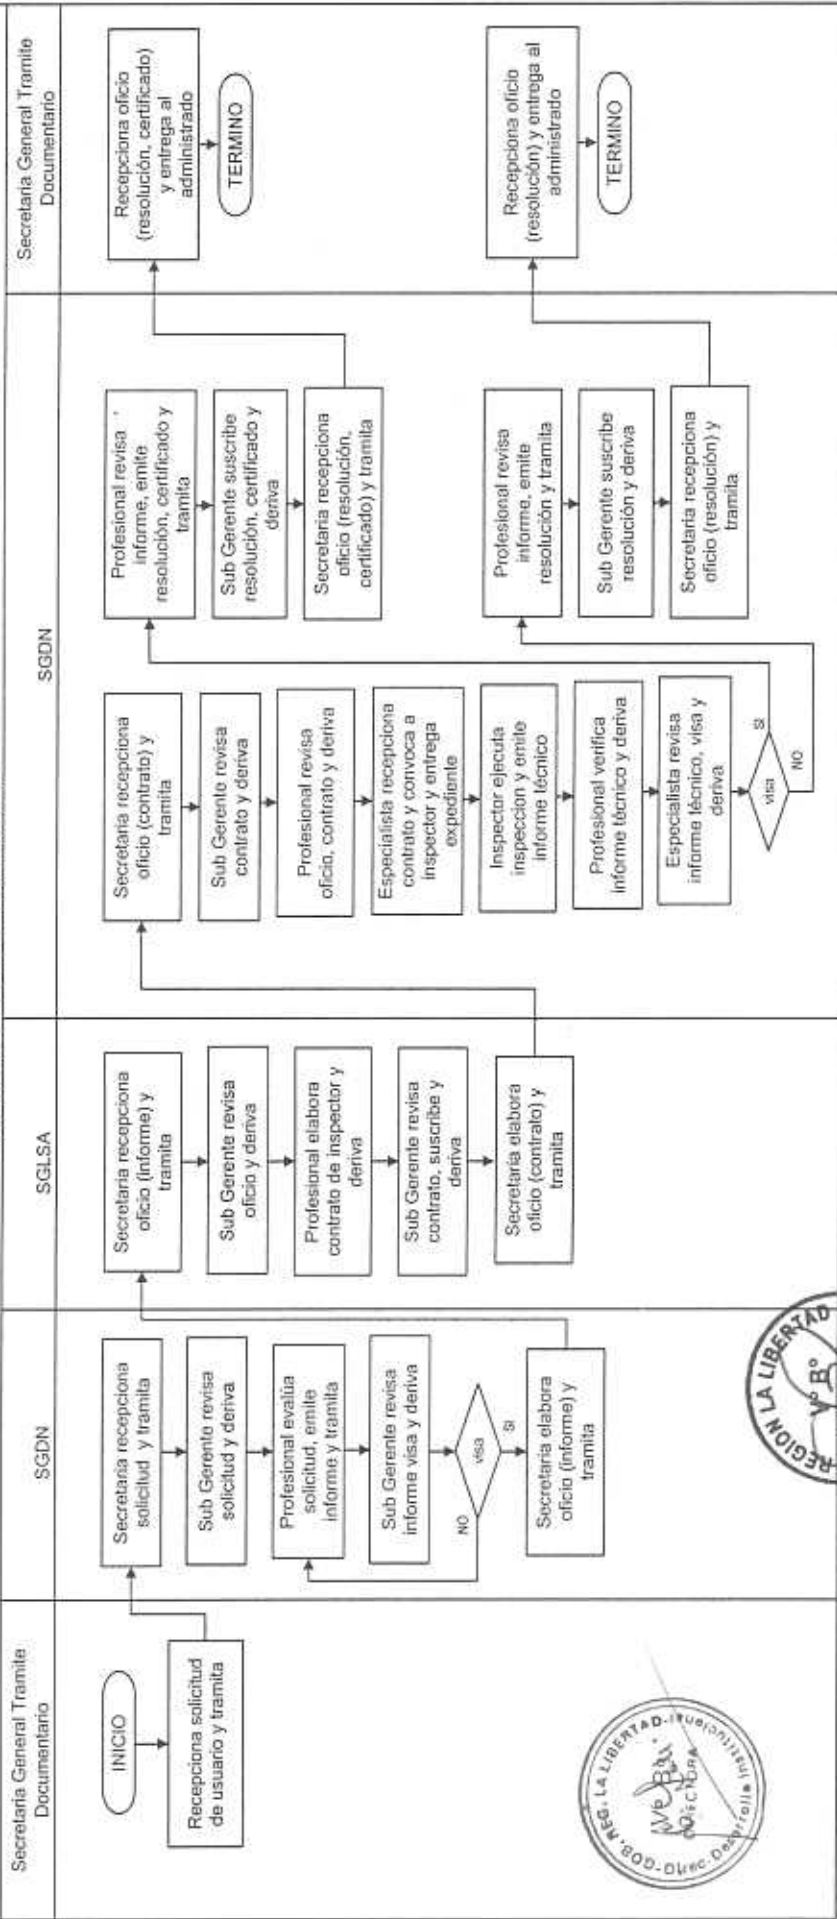 Secretaria General Tramite
Documentario
INICIO
Recepciona solicitud
de usuario y tramita
SGDN
Secretaria recepciona
solicitud y tramita
Sub Gerente revisa
solicitud y deriva
Profesional evalúa
solicitud, emite
informe y tramita
Sub Gerente revisa
informe visa y deriva
visa
NO
SI
Secretaria elabora
oficio (informe) y
tramita
SGLSA
Secretaria recepciona
oficio (informe) y
tramita
Sub Gerente revisa
oficio y deriva
Profesional elabora
contrato de inspector y
deriva
Sub Gerente revisa
contrato, suscribe y
deriva
Secretaria elabora
oficio (contrato) y
tramita
SGDN
Secretaria recepciona
oficio (contrato) y
tramita
Sub Gerente revisa
contrato y deriva
Profesional revisa
oficio, contrato y deriva
Especialista recepciona
contrato y convoca a
inspector y entrega
expediente
Inspector ejecuta
inspeccion y emite
informe técnico
Profesional verifica
informe técnico y deriva
Especialista revisa
informe técnico, visa y
deriva
visa
SI
NO
Profesional revisa
informe, emite
resolución, certificado y
tramita
Sub Gerente suscribe
resolución, certificado y
deriva
Secretaria recepciona
oficio (resolución,
certificado) y tramita
Profesional revisa
informe, emite
resolución y tramita
Sub Gerente suscribe
resolución y deriva
Secretaria recepciona
oficio (resolución) y
tramita
Secretaria General Tramite
Documentario
Recepciona oficio
(resolución, certificado)
y entrega al
administrado
TERMINO
Recepciona oficio
(resolución) y entrega al
administrado
TERMINO
GOB. REG. LA LIBERTAD
Desarrollo Institucional
DIRECTORA
REGION LA LIBERTAD
V° B°